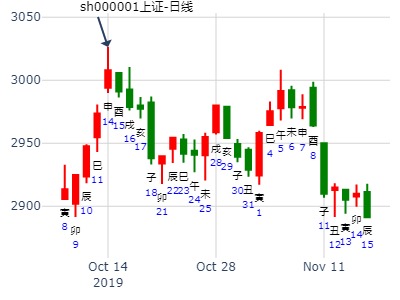 sh000001上证-日线
3050
3000
2950
2900
寅
8
卯
9
辰
10
巳
11
申
14
酉
15
戌
16
亥
17
子
18
卯
21
辰
22
巳
23
午
24
未
25
戌
28
亥
29
子
30
丑
31
寅
1
巳
4
午
5
未
6
申
7
酉
8
子
11
丑
12
寅
13
卯
14
辰
15
Oct 14
2019
Oct 28
Nov 11